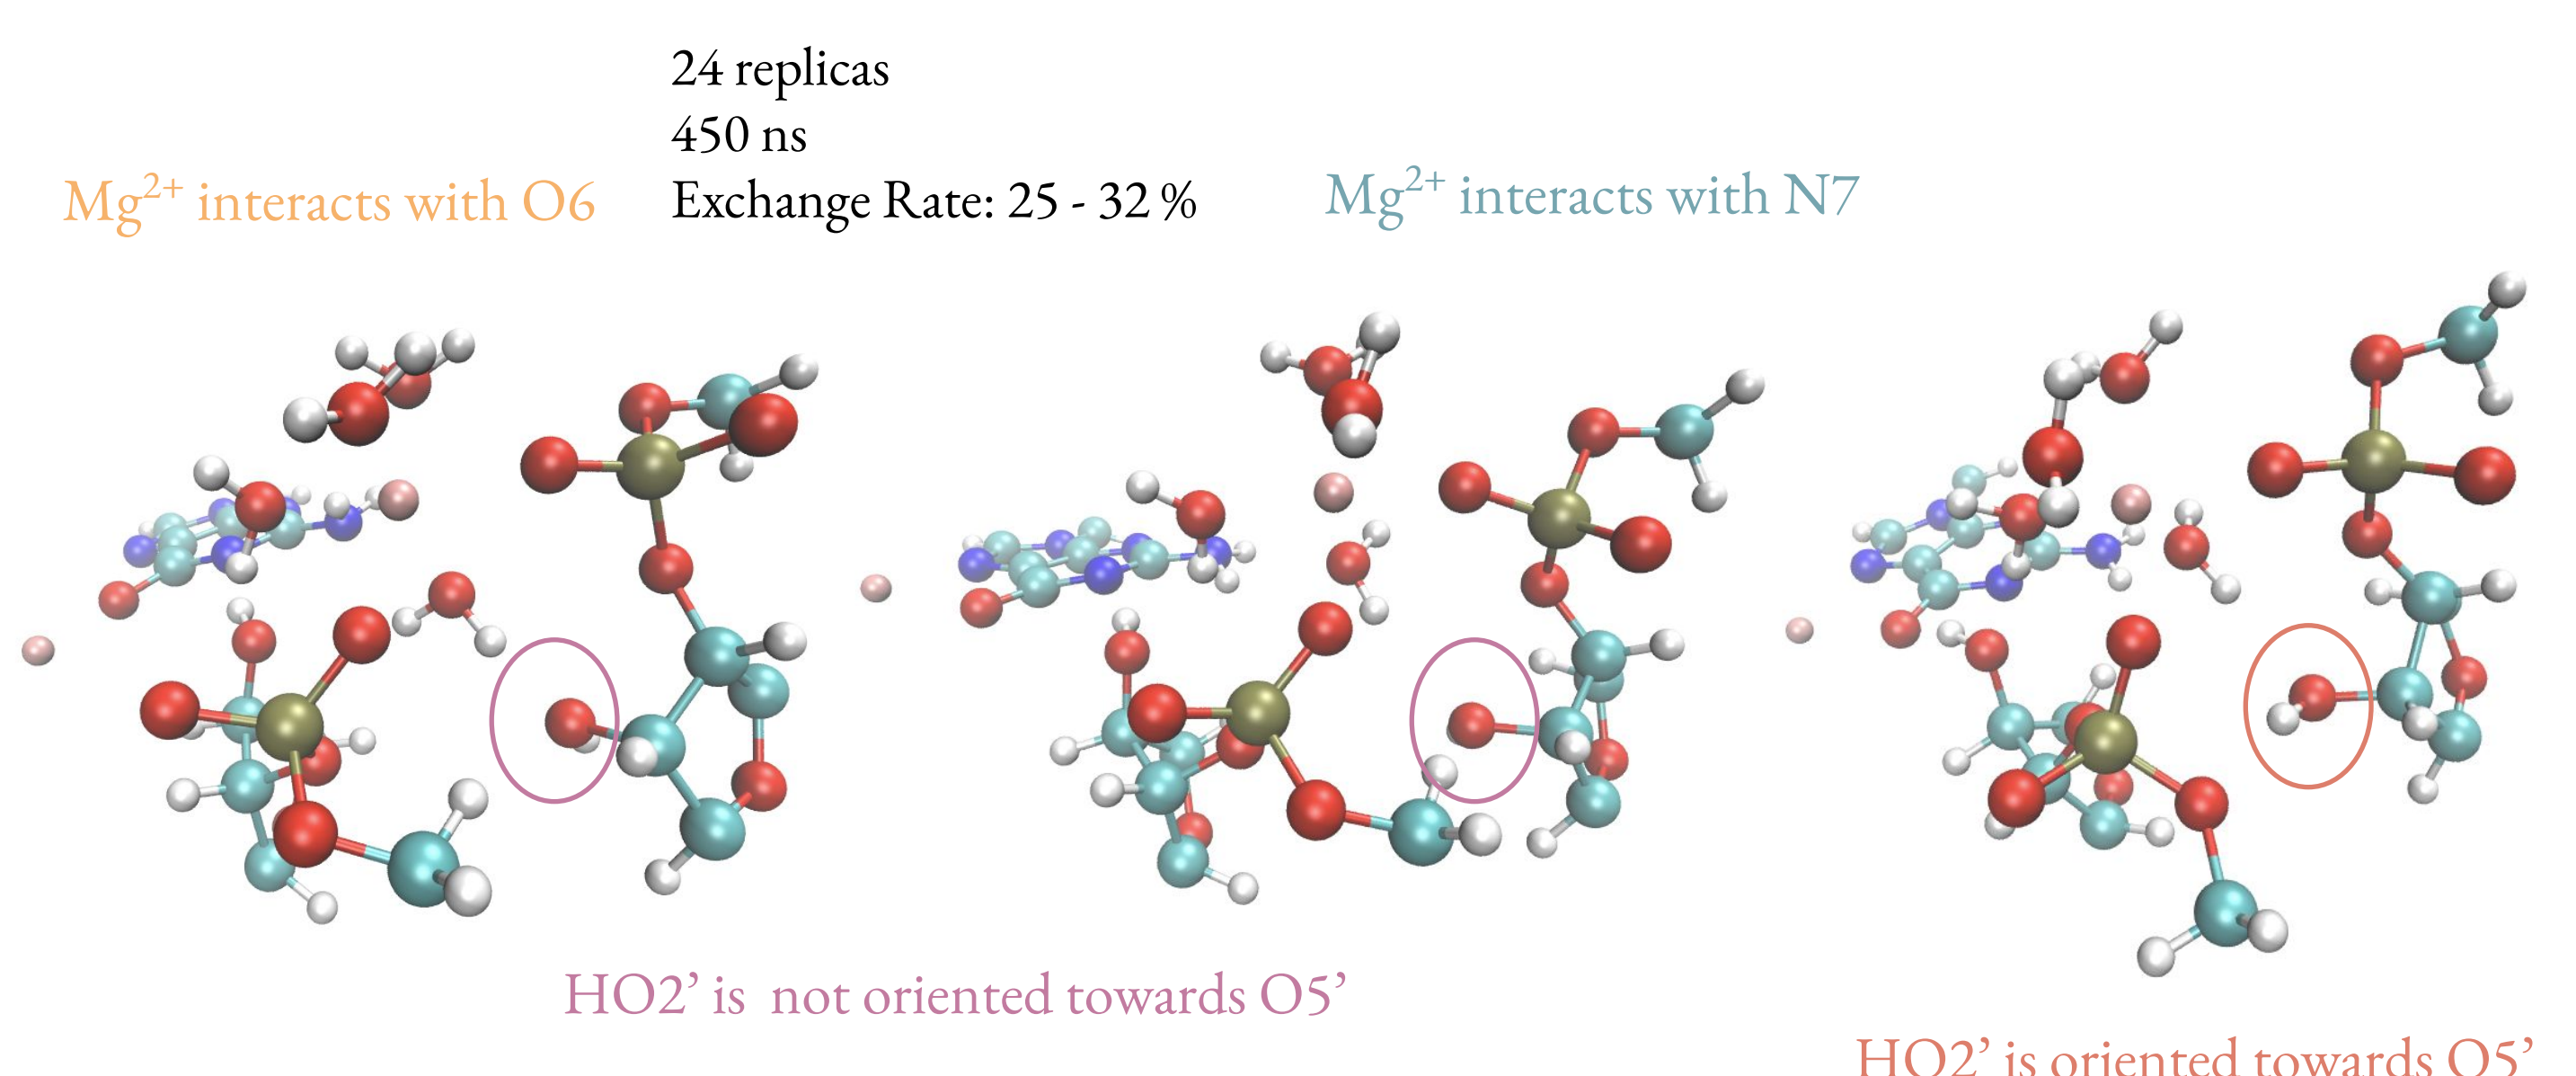 24 replicas
450 ns
Mg²⁺ interacts with O6
Exchange Rate: 25 - 32 %
Mg²⁺ interacts with N7
HO2’ is  not oriented towards O5’
HO2’ is oriented towards O5’